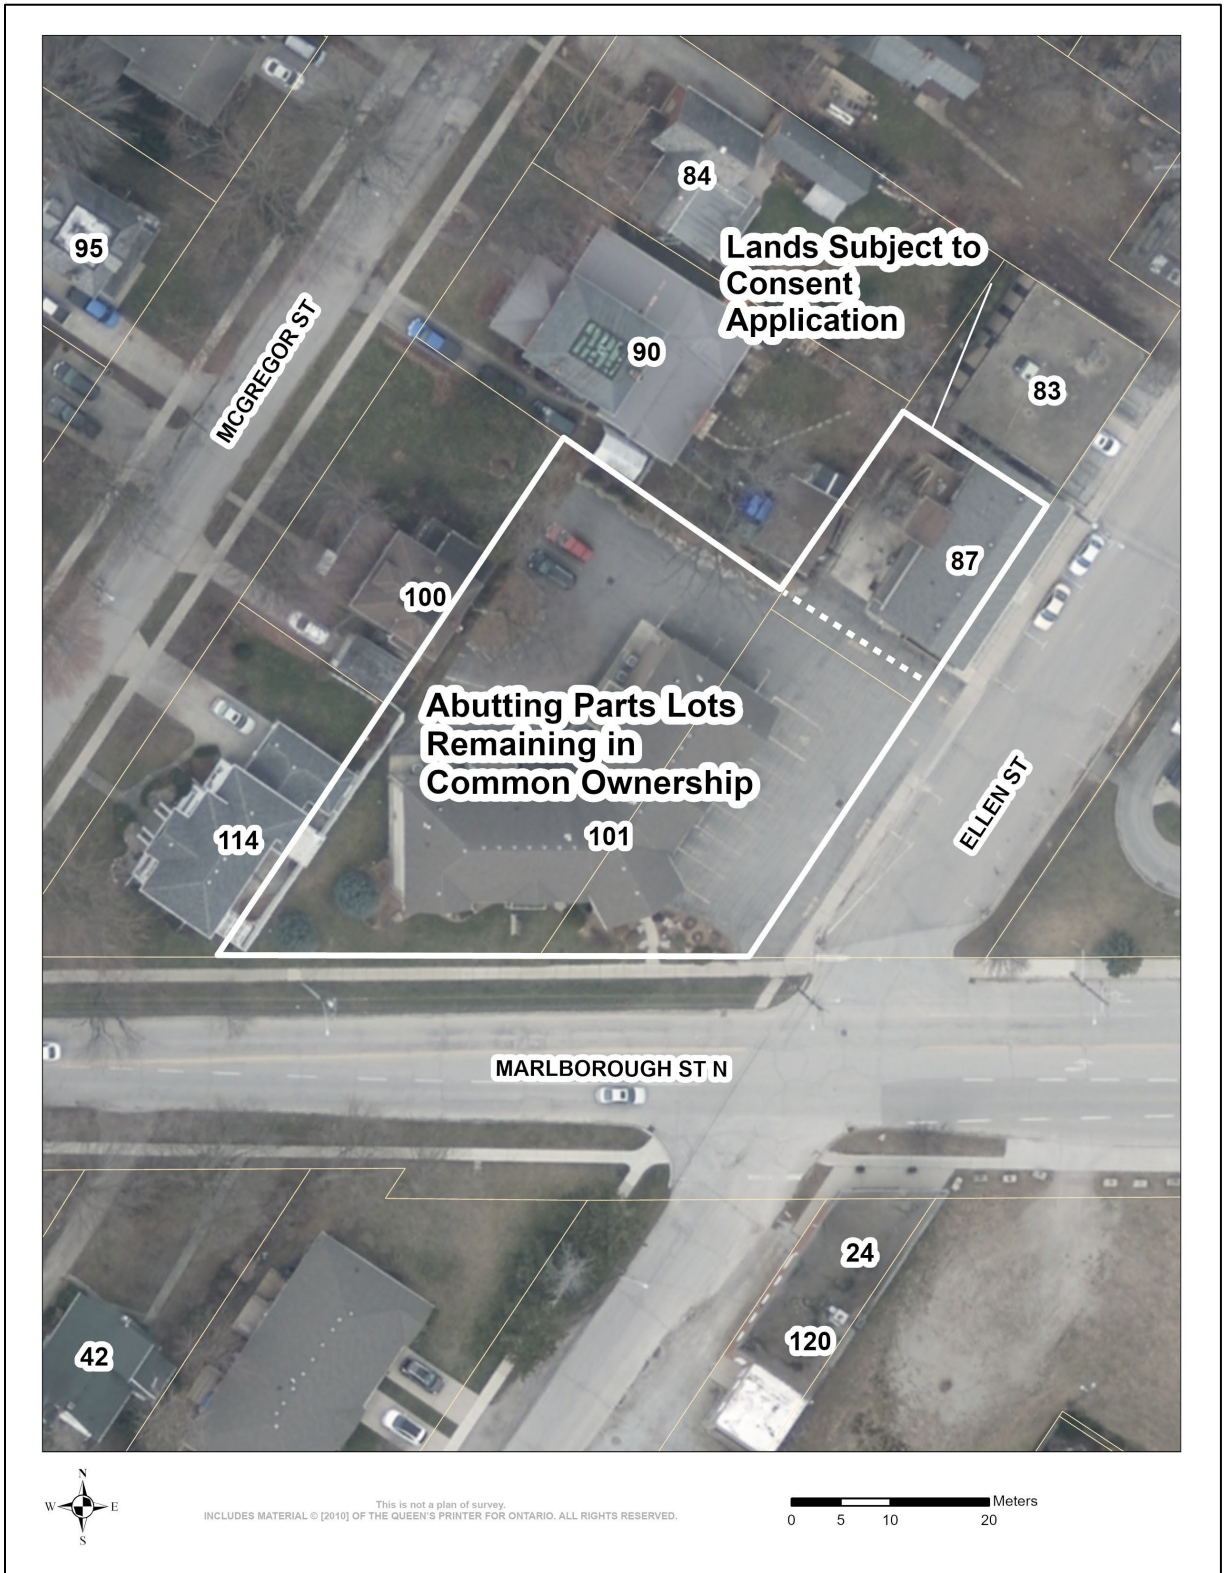 84
95
Lands Subject to
Consent
Application
MCGREGOR ST
90
83
87
100
Abutting Parts Lots
Remaining in
Common Ownership
101
114
ELLEN ST
MARLBOROUGH ST N
24
120
42
N
W E
S
This is not a plan of survey.
INCLUDES MATERIAL © [2010] OF THE QUEEN'S PRINTER FOR ONTARIO. ALL RIGHTS RESERVED.
Meters
0 5 10 20